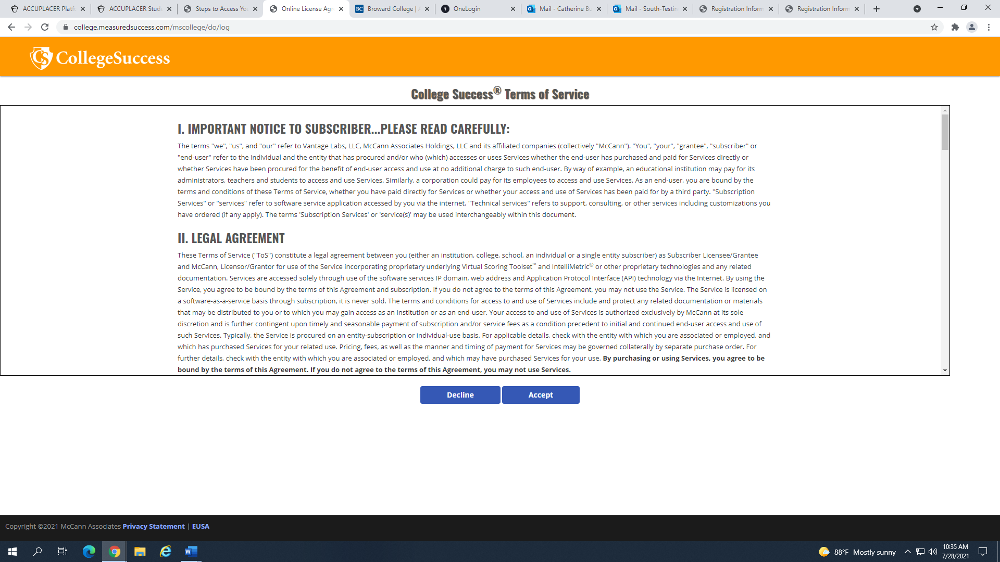 ACCUPLACER Platfo
ACCUPLACER Stude
Steps to Access You
Online License Agr
BC Broward College | A
OneLogin
Mail - Catherine Bu
Mail - South-Testin
Registration Inform
Registration Inform
college.measuredsuccess.com/mscollege/do/log
CS CollegeSuccess
College Success® Terms of Service
I. IMPORTANT NOTICE TO SUBSCRIBER...PLEASE READ CAREFULLY:
The terms "we", "us", and "our" refer to Vantage Labs, LLC, McCann Associates Holdings, LLC and its affiliated companies (collectively "McCann"). "You", "your", "grantee", "subscriber" or
"end-user" refer to the individual and the entity that has procured and/or who (which) accesses or uses Services whether the end-user has purchased and paid for Services directly or
whether Services have been procured for the benefit of end-user access and use at no additional charge to such end-user. By way of example, an educational institution may pay for its
administrators, teachers and students to access and use Services. Similarly, a corporation could pay for its employees to access and use Services. As an end-user, you are bound by the
terms and conditions of these Terms of Service, whether you have paid directly for Services or whether your access and use of Services has been paid for by a third party. "Subscription
Services" or "services" refer to software service application accessed by you via the internet. "Technical services" refers to support, consulting, or other services including customizations you
have ordered (if any apply). The terms 'Subscription Services' or 'service(s)' may be used interchangeably within this document.
II. LEGAL AGREEMENT
These Terms of Service ("ToS") constitute a legal agreement between you (either an institution, college, school, an individual or a single entity subscriber) as Subscriber Licensee/Grantee
and McCann, Licensor/Grantor for use of the Service incorporating proprietary underlying Virtual Scoring Toolset™ and IntelliMetric® or other proprietary technologies and any related
documentation. Services are accessed solely through use of the software services IP domain, web address and Application Protocol Interface (API) technology via the Internet. By using the
Service, you agree to be bound by the terms of this Agreement and subscription. If you do not agree to the terms of this Agreement, you may not use the Service. The Service is licensed on
a software-as-a-service basis through subscription, it is never sold. The terms and conditions for access to and use of Services include and protect any related documentation or materials
that may be distributed to you or to which you may gain access as an institution or as an end-user. Your access to and use of Services is authorized exclusively by McCann at its sole
discretion and is further contingent upon timely and seasonable payment of subscription and/or service fees as a condition precedent to initial and continued end-user access and use of
such Services. Typically, the Service is procured on an entity-subscription or individual-use basis. For applicable details, check with the entity with which you are associated or employed, and
which has purchased Services for your related use. Pricing, fees, as well as the manner and timing of payment for Services may be governed collaterally by separate purchase order. For
further details, check with the entity with which you are associated or employed, and which may have purchased Services for your use. By purchasing or using Services, you agree to be
bound by the terms of this Agreement. If you do not agree to the terms of this Agreement, you may not use Services.
Decline Accept
Copyright ©2021 McCann Associates Privacy Statement | EUSA
88°F Mostly sunny
10:35 AM
7/28/2021